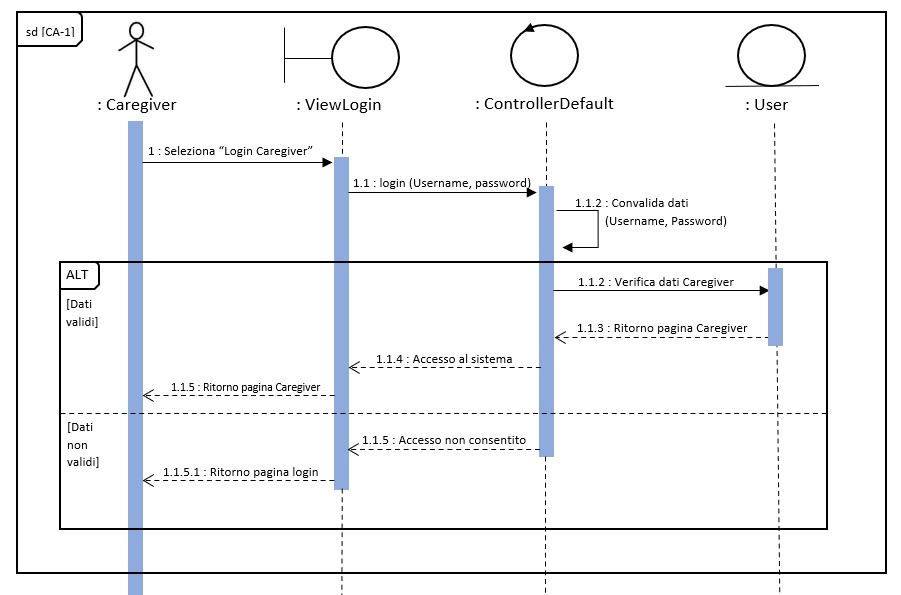 sd [CA-1]
: Caregiver
: ViewLogin
: ControllerDefault
: User
1 : Seleziona “Login Caregiver”
1.1 : login (Username, password)
1.1.2 : Convalida dati
(Username, Password)
ALT
[Dati
validi]
1.1.2 : Verifica dati Caregiver
1.1.3 : Ritorno pagina Caregiver
1.1.4 : Accesso al sistema
1.1.5 : Ritorno pagina Caregiver
[Dati
non
validi]
1.1.5 : Accesso non consentito
1.1.5.1 : Ritorno pagina login